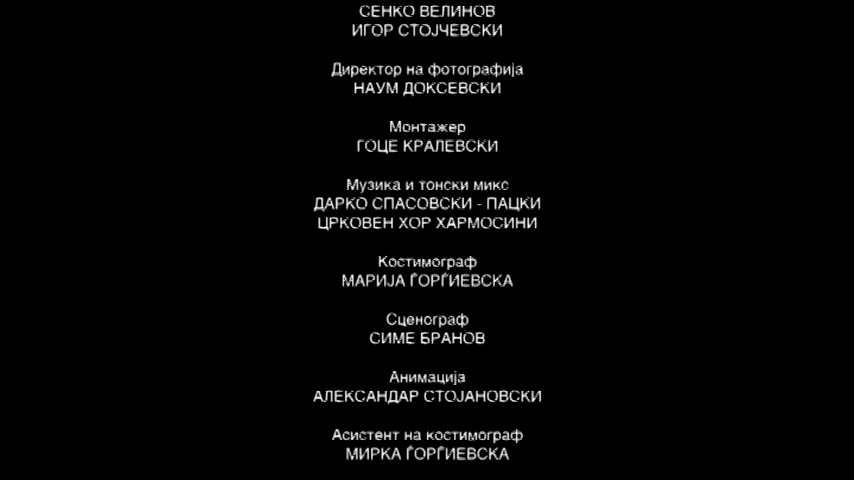 СЕНКО ВЕЛИНОВ
ИГОР СТОЈЧЕВСКИ
Директор на фотографија
НАУМ ДОКСЕВСКИ
Монтажер
ГОЦЕ КРАЛЕВСКИ
Музика и тонски микс
ДАРКО СПАСОВСКИ - ПАЦКИ
ЦРКОВЕН ХОР ХАРМОСИНИ
Костимограф
МАРИЈА ЃОРЃИЕВСКА
Сценограф
СИМЕ БРАНОВ
Анимација
АЛЕКСАНДАР СТОЈАНОВСКИ
Асистент на костимограф
МИРКА ЃОРЃИЕВСКА